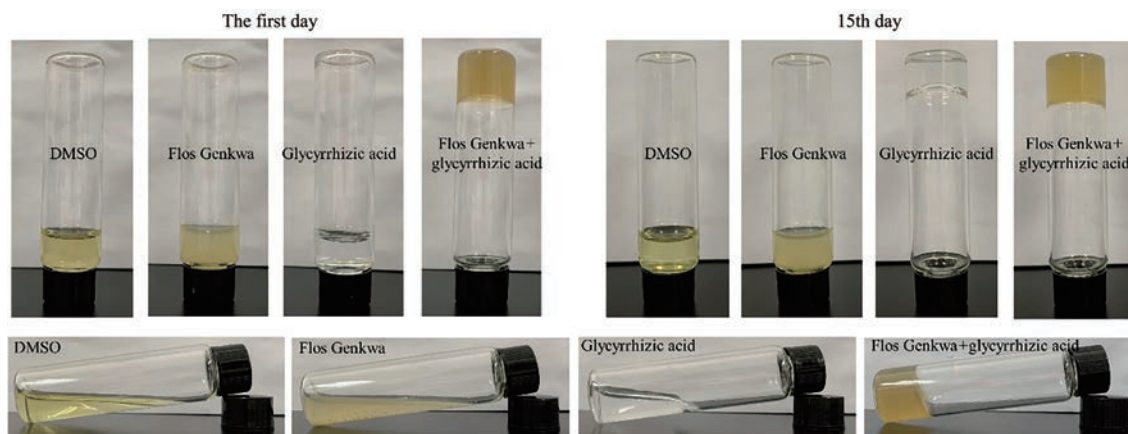 The first day
15th day
DMSO
Flos Genkwa
Glycyrrhizic acid
Flos Genkwa+
glycyrrhizic acid
DMSO
Flos Genkwa
Glycyrrhizic acid
Flos Genkwa+
glycyrrhizic acid
DMSO
Flos Genkwa
Glycyrrhizic acid
Flos Genkwa+glycyrrhizic acid